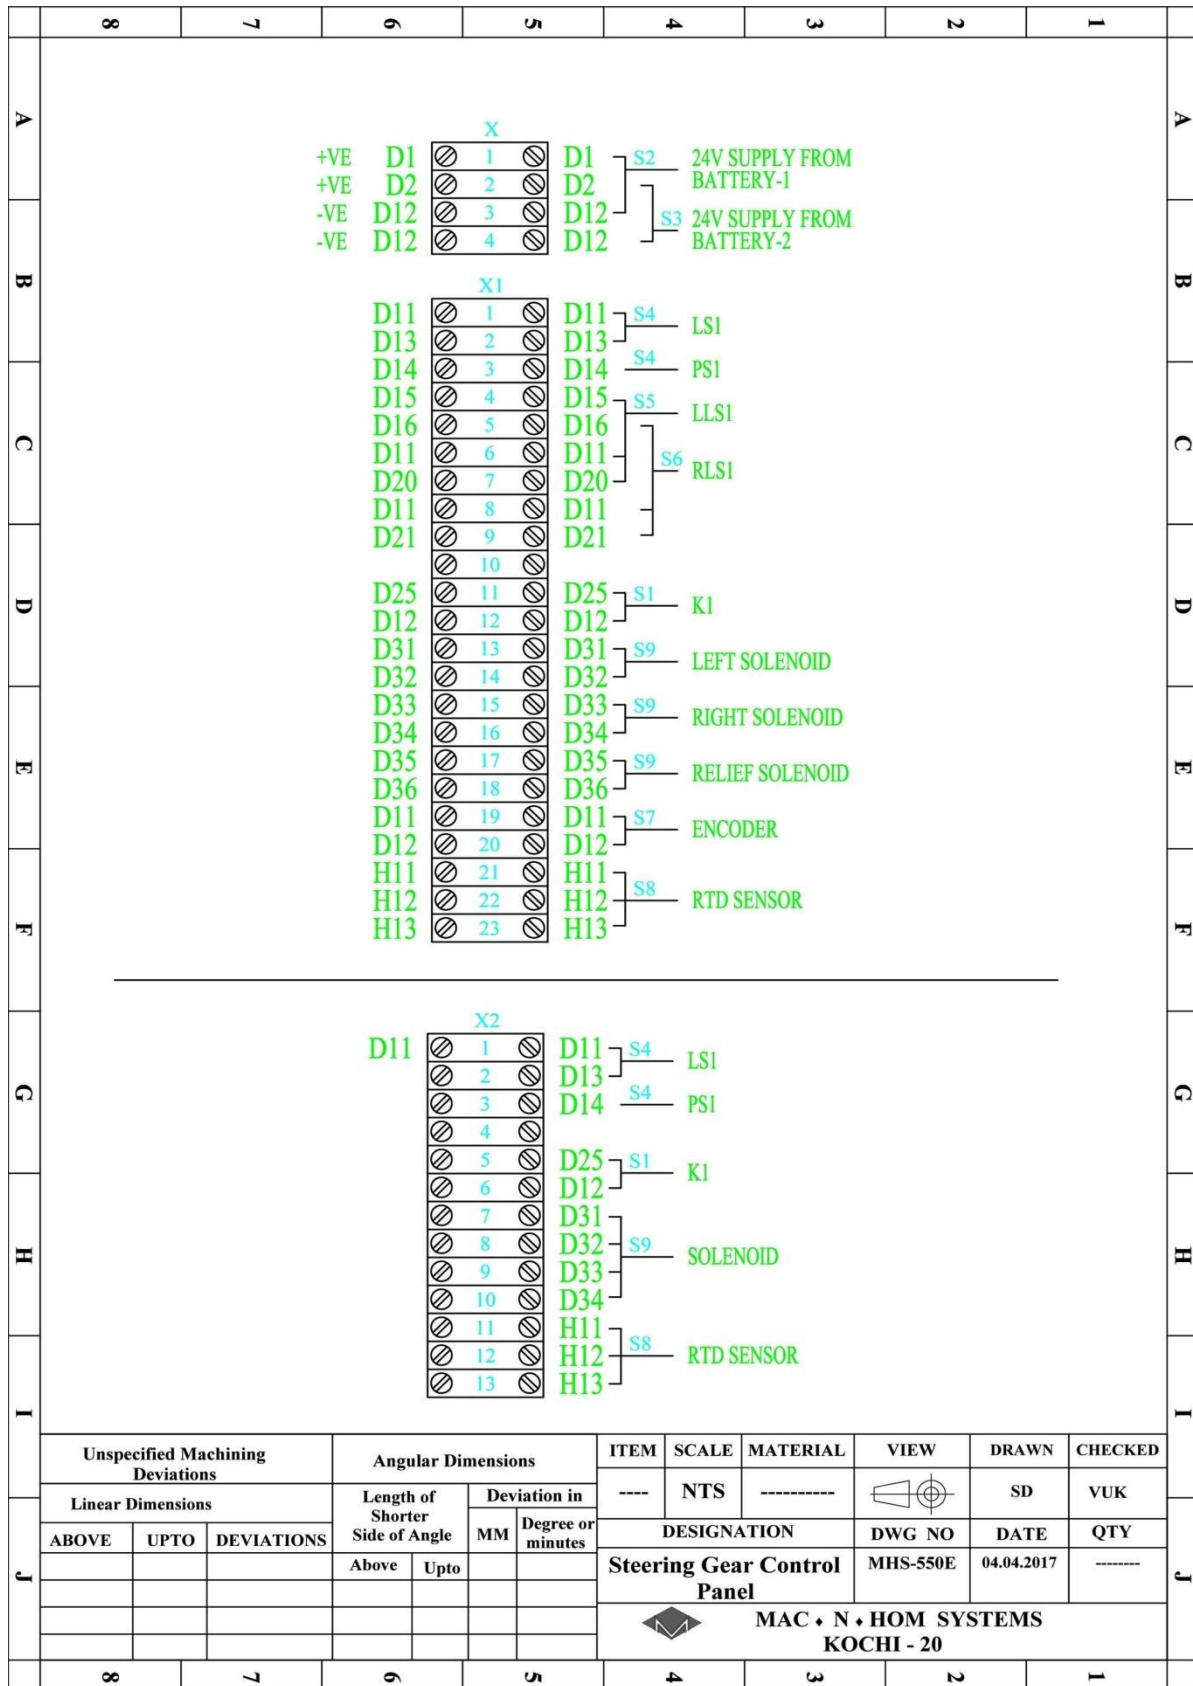 8 7 6 5 4 3 2 1
A A
X
+VE D1 1 D1 S2 24V SUPPLY FROM
BATTERY-1
+VE D2 2 D2
-VE D12 3 D12 S3 24V SUPPLY FROM
BATTERY-2
-VE D12 4 D12
B B
X1
D11 1 D11 S4 LS1
D13 2 D13
D14 3 D14 S4 PS1
D15 4 D15 S5 LLS1
D16 5 D16
C C
D11 6 D11 S6 RLS1
D20 7 D20
D11 8 D11
D21 9 D21
10
D25 11 D25 S1 K1
D D
D12 12 D12
D31 13 D31 S9 LEFT SOLENOID
D32 14 D32
D33 15 D33 S9 RIGHT SOLENOID
D34 16 D34
D35 17 D35 S9 RELIEF SOLENOID
E E
D36 18 D36
D11 19 D11 S7 ENCODER
D12 20 D12
H11 21 H11
H12 22 H12 S8 RTD SENSOR
H13 23 H13
F F
X2
D11 1 D11 S4 LS1
2 D13
G G
3 D14 S4 PS1
4
5 D25 S1 K1
6 D12
7 D31
8 D32 S9 SOLENOID
H H
9 D33
10 D34
11 H11
12 H12 S8 RTD SENSOR
13 H13
I I
Unspecified Machining
Deviations
Linear Dimensions
ABOVE UPTO DEVIATIONS
Angular Dimensions
Length of
Shorter
Side of Angle
Above Upto
Deviation in
MM Degree or
minutes
ITEM SCALE MATERIAL VIEW DRAWN CHECKED
---- NTS ---------- SD VUK
DESIGNATION DWG NO DATE QTY
Steering Gear Control
Panel
MHS-550E 04.04.2017 --------
J J
MAC ♦ N ♦ HOM SYSTEMS
KOCHI - 20
8 7 6 5 4 3 2 1